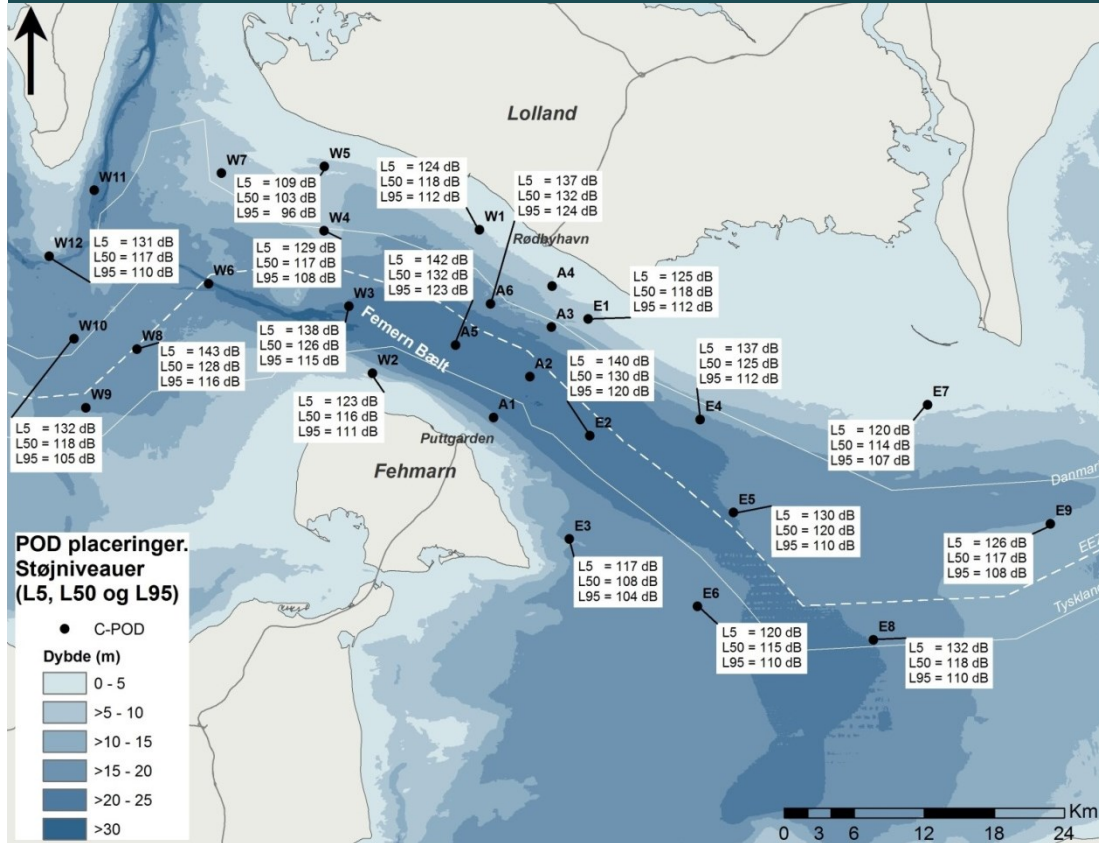 Lolland
W5
W7
W11
L5 = 109 dB
L50 = 103 dB
L95 = 96 dB
L5 = 124 dB
L50 = 118 dB
L95 = 112 dB
L5 = 137 dB
L50 = 132 dB
L95 = 124 dB
W4
W1
Rødbyhavn
W12
L5 = 131 dB
L50 = 117 dB
L95 = 110 dB
L5 = 129 dB
L50 = 117 dB
L95 = 108 dB
L5 = 142 dB
L50 = 132 dB
L95 = 123 dB
W6
A4
L5 = 125 dB
L50 = 118 dB
L95 = 112 dB
W3
A6
E1
A3
Femern Bælt
W10
W8
L5 = 143 dB
L50 = 128 dB
L95 = 116 dB
L5 = 138 dB
L50 = 126 dB
L95 = 115 dB
A5
W2
A2
L5 = 140 dB
L50 = 130 dB
L95 = 120 dB
L5 = 137 dB
L50 = 125 dB
L95 = 112 dB
W9
L5 = 132 dB
L50 = 118 dB
L95 = 105 dB
L5 = 123 dB
L50 = 116 dB
L95 = 111 dB
A1
Puttgarden
Fehmarn
E2
E4
E7
L5 = 120 dB
L50 = 114 dB
L95 = 107 dB
Danmark
E5
L5 = 130 dB
L50 = 120 dB
L95 = 110 dB
E9
L5 = 126 dB
L50 = 117 dB
L95 = 108 dB
EEZ
Tyskland
E3
L5 = 117 dB
L50 = 108 dB
L95 = 104 dB
E6
L5 = 120 dB
L50 = 115 dB
L95 = 110 dB
E8
L5 = 132 dB
L50 = 118 dB
L95 = 110 dB
POD placeringer.
Støjniveauer
(L5, L50 og L95)
C-POD
Dybde (m)
0 - 5
>5 - 10
>10 - 15
>15 - 20
>20 - 25
>30
Km
0 3 6 12 18 24